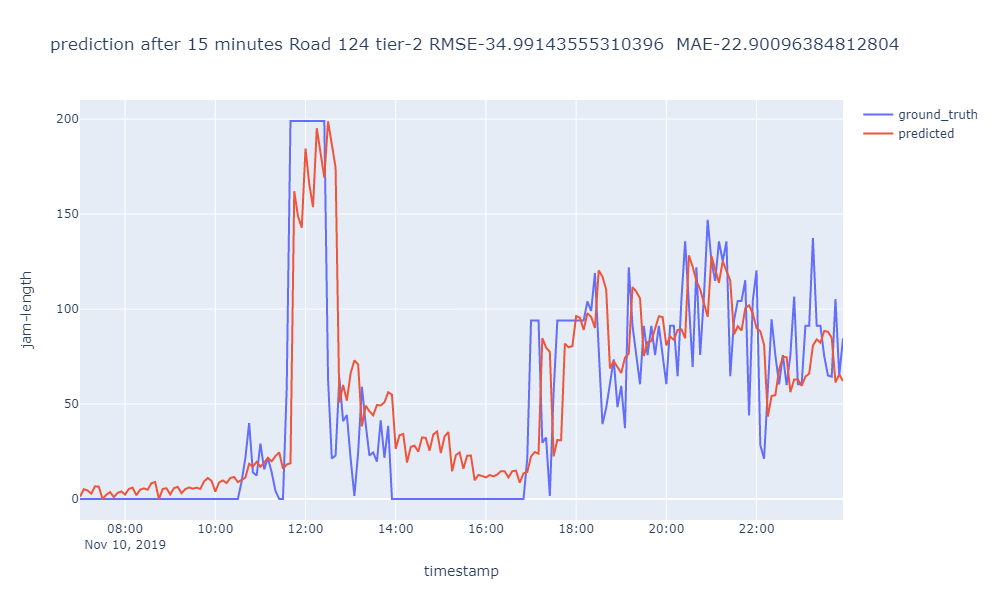 prediction after 15 minutes Road 124 tier-2 RMSE-34.99143555310396  MAE-22.90096384812804
ground_truth
predicted
200
150
100
50
0
jam-length
08:00 10:00 12:00 14:00 16:00 18:00 20:00 22:00
Nov 10, 2019
timestamp